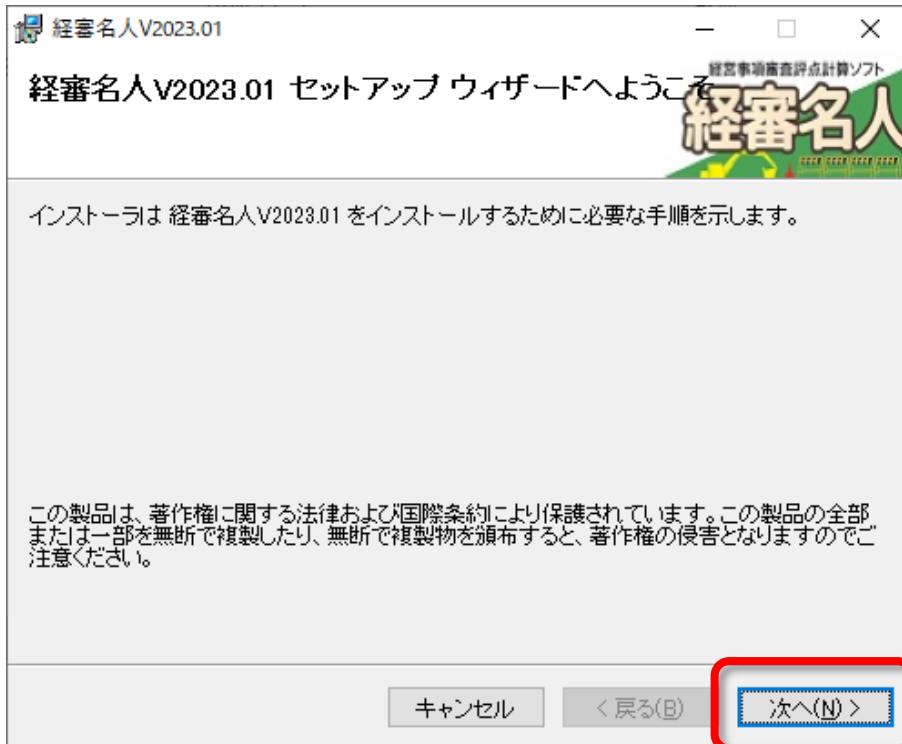 経審名人V2023.01
経審名人V2023.01 セットアップ ウィザードへようこそ
経営事項審査評点計算ソフト
経審名人
インストーラは 経審名人V2023.01 をインストールするために必要な手順を示します。
この製品は、著作権に関する法律および国際条約により保護されています。この製品の全部
または一部を無断で複製したり、無断で複製物を頒布すると、著作権の侵害となりますのでご
注意ください。
キャンセル
< 戻る(B)
次へ(N) >